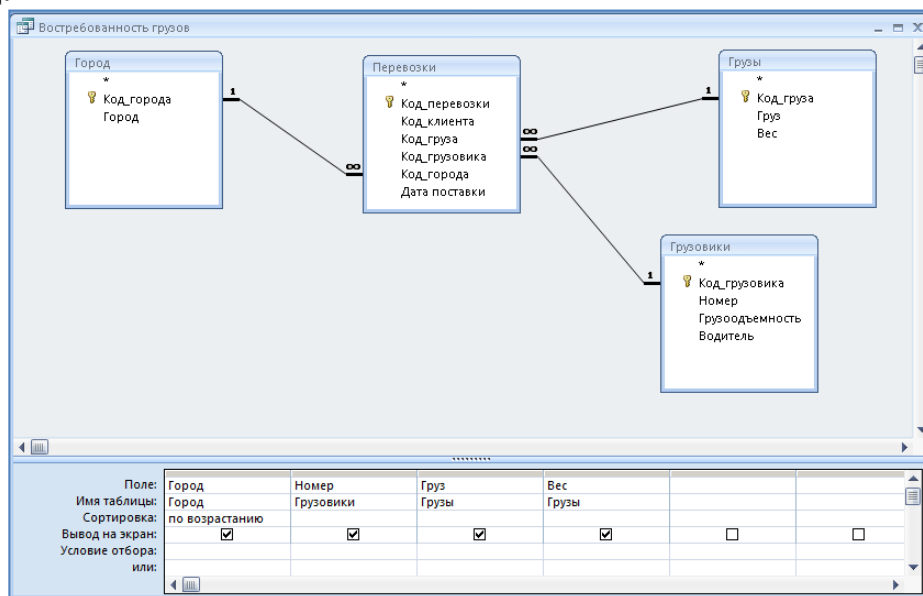 Востребованность грузов
Город
*
Код_города
Город
1
∞
Перевозки
*
Код_перевозки
Код_клиента
Код_груза
Код_грузовика
Код_города
Дата поставки
∞
∞
1
Грузы
*
Код_груза
Груз
Вес
1
Грузовики
*
Код_грузовика
Номер
Грузоодъемность
Водитель
Поле: Город Номер Груз Вес
Имя таблицы: Город Грузовики Грузы Грузы
Сортировка: по возрастанию
Вывод на экран:
Условие отбора:
или: